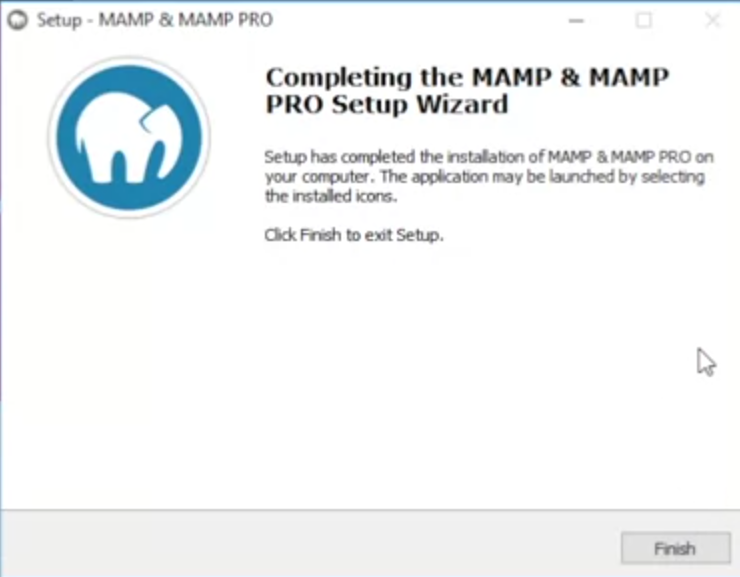 Setup - MAMP & MAMP PRO
Completing the MAMP & MAMP
PRO Setup Wizard
Setup has completed the installation of MAMP & MAMP PRO on
your computer. The application may be launched by selecting
the installed icons.
Click Finish to exit Setup.
Finish